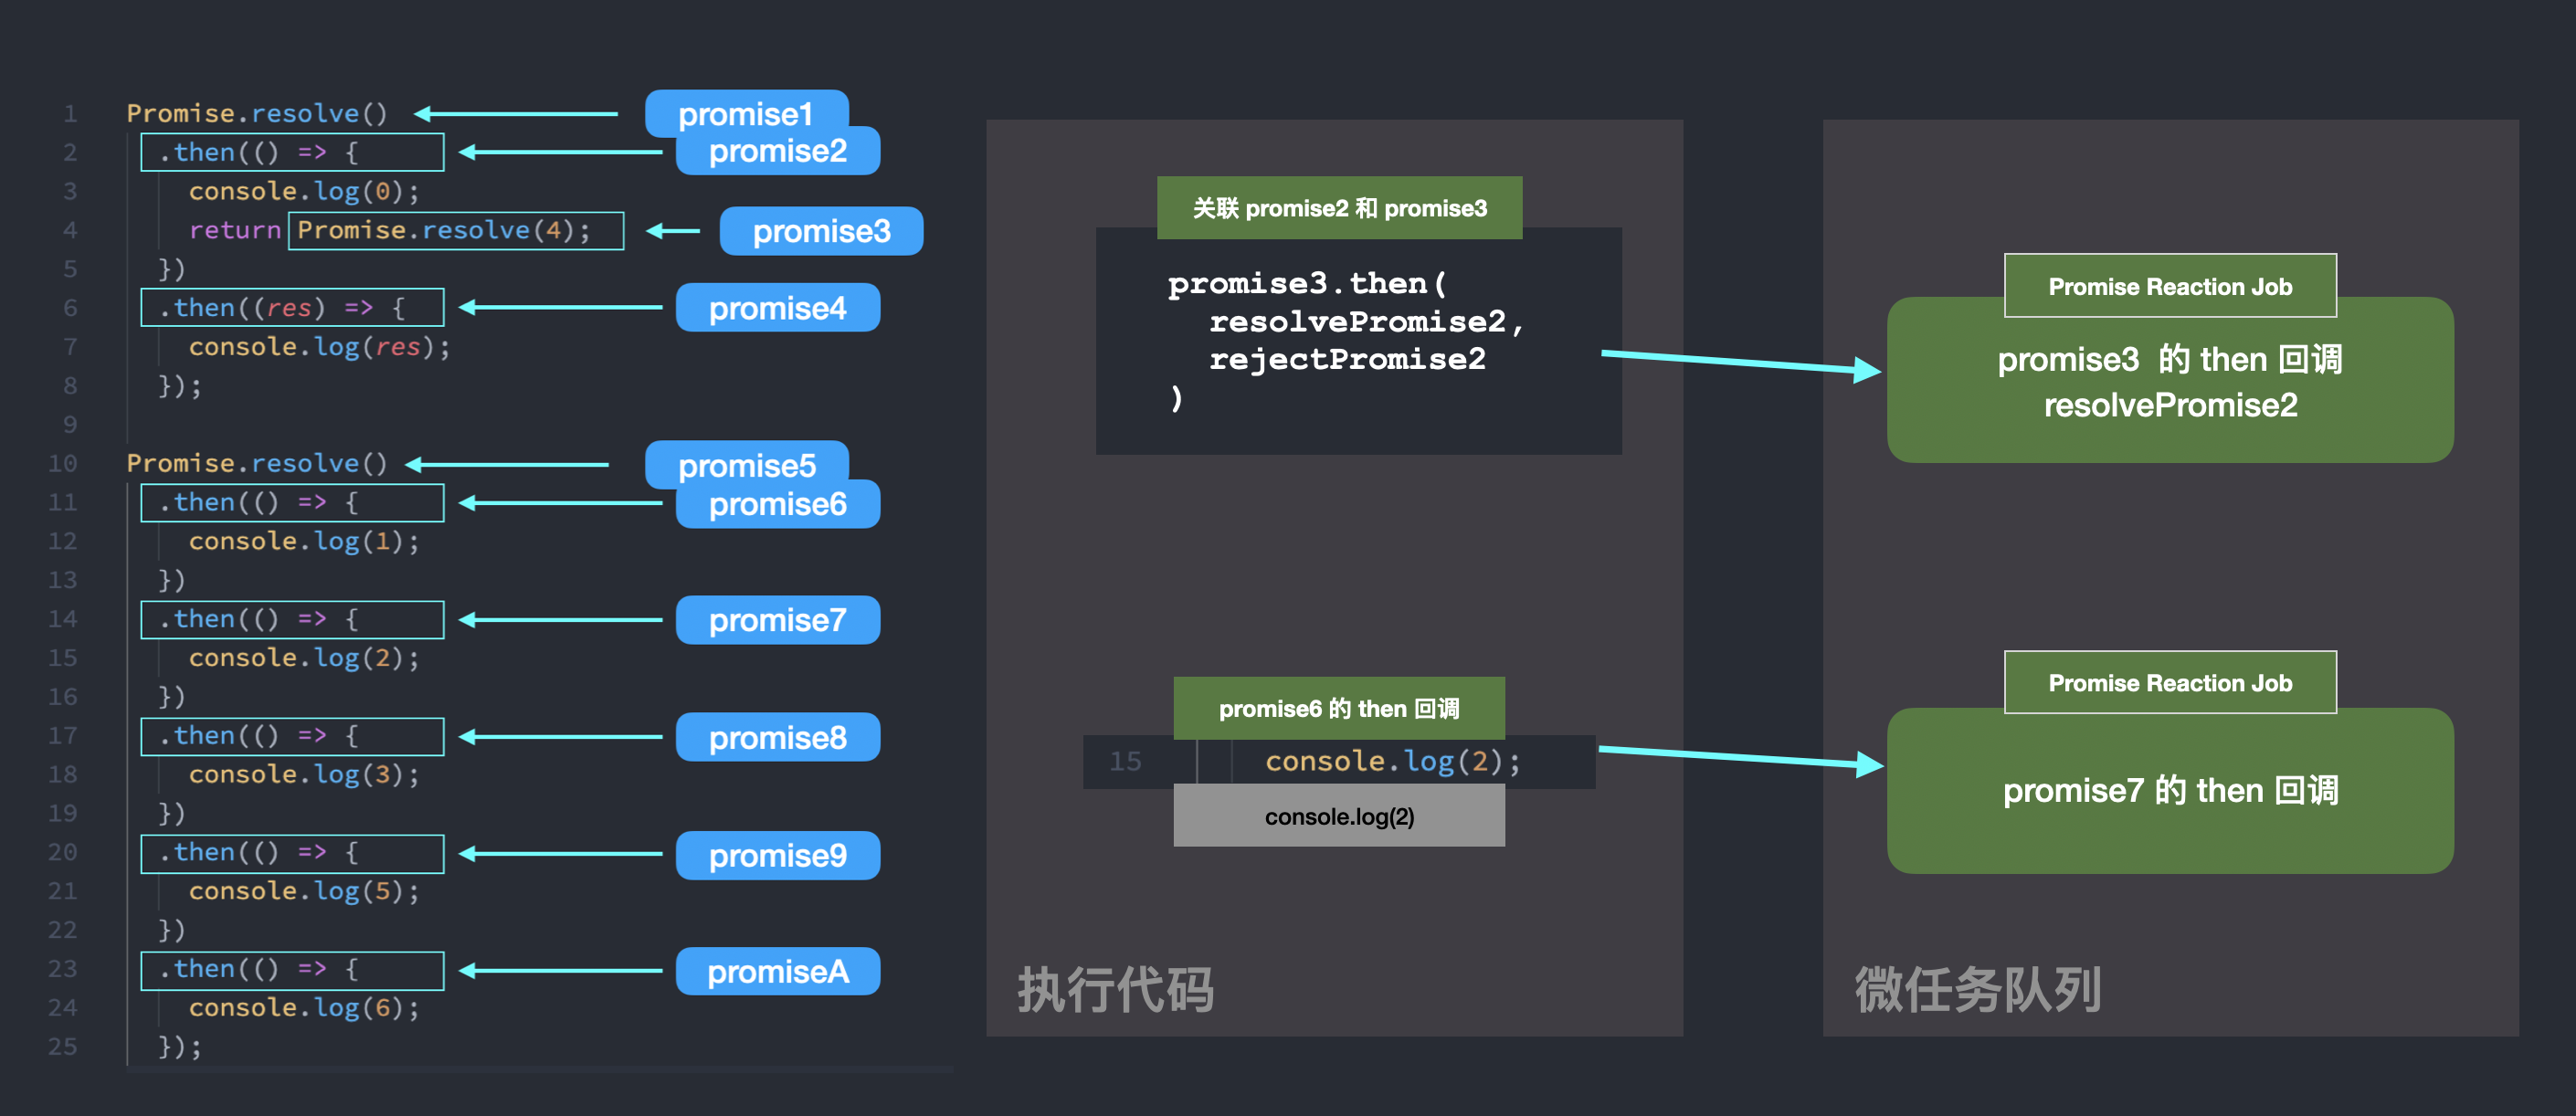 1 Promise.resolve()
2 .then(() => {
3 console.log(0);
4 return Promise.resolve(4);
5 })
6 .then((res) => {
7 console.log(res);
8 });
9
10 Promise.resolve()
11 .then(() => {
12 console.log(1);
13 })
14 .then(() => {
15 console.log(2);
16 })
17 .then(() => {
18 console.log(3);
19 })
20 .then(() => {
21 console.log(5);
22 })
23 .then(() => {
24 console.log(6);
25 });
promise1
promise2
promise3
promise4
promise5
promise6
promise7
promise8
promise9
promiseA
关联 promise2 和 promise3
promise3.then(
resolvePromise2,
rejectPromise2
)
promise6 的 then 回调
15 console.log(2);
console.log(2)
执行代码
Promise Reaction Job
promise3 的 then 回调
resolvePromise2
Promise Reaction Job
promise7 的 then 回调
微任务队列